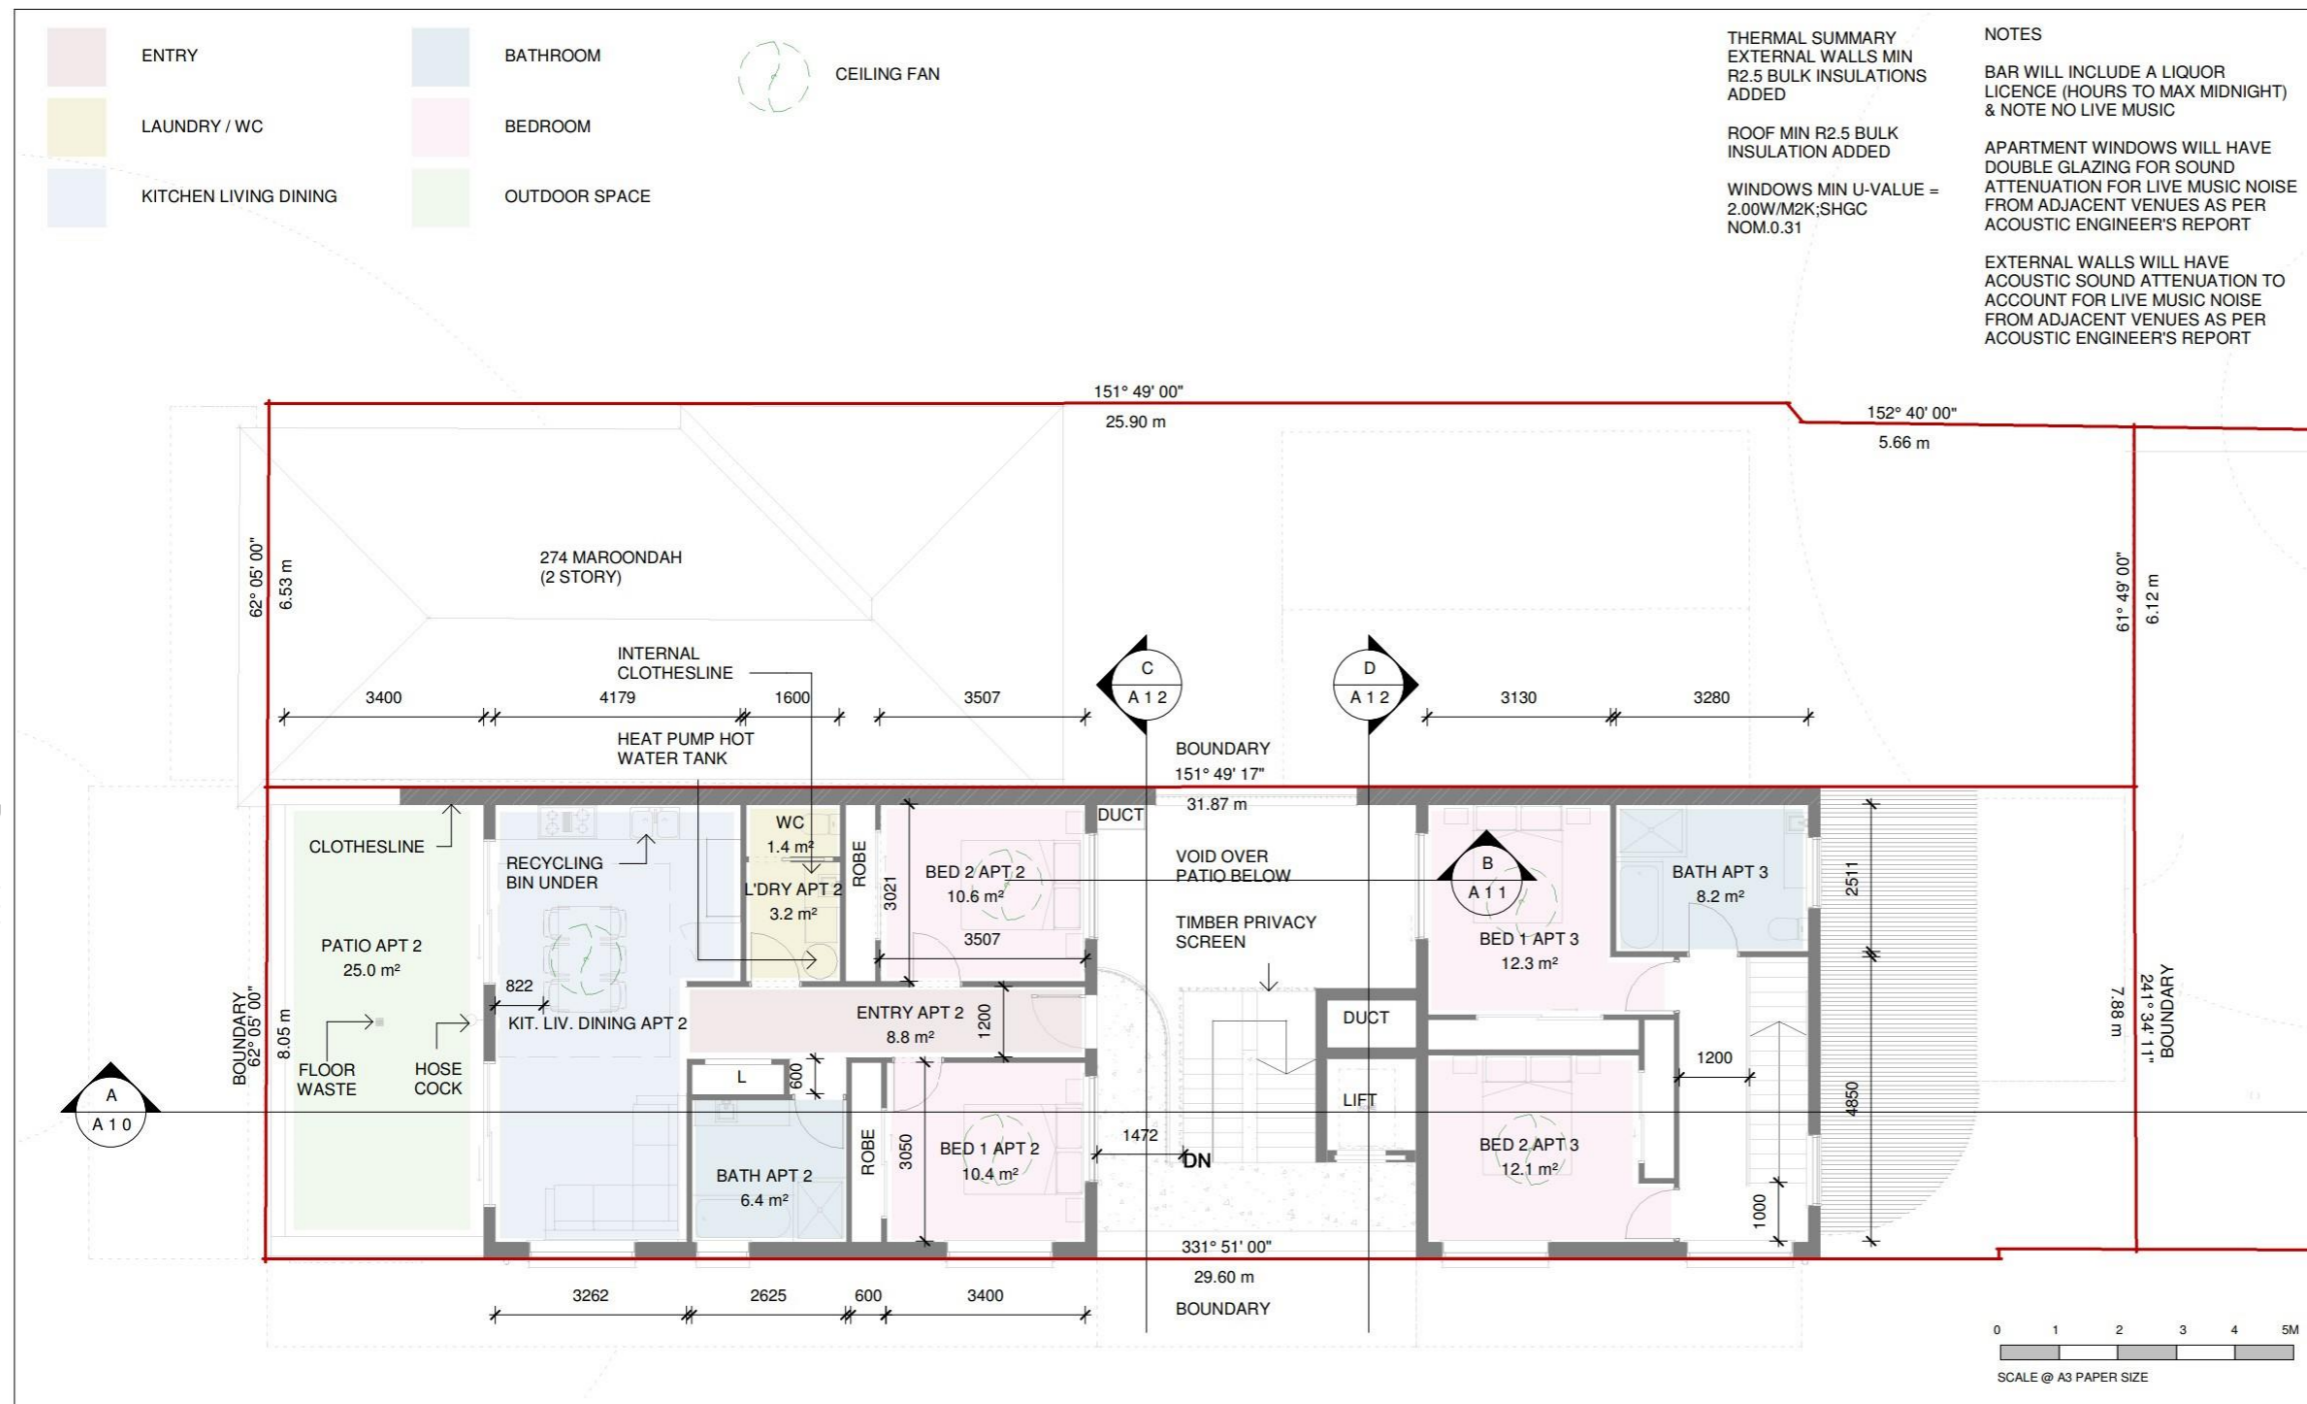 ENTRY
LAUNDRY / WC
KITCHEN LIVING DINING
BATHROOM
BEDROOM
OUTDOOR SPACE
CEILING FAN
THERMAL SUMMARY
EXTERNAL WALLS MIN
R2.5 BULK INSULATIONS
ADDED
ROOF MIN R2.5 BULK
INSULATION ADDED
WINDOWS MIN U-VALUE =
2.00W/M2K;SHGC
NOM.0.31
NOTES
BAR WILL INCLUDE A LIQUOR
LICENCE (HOURS TO MAX MIDNIGHT)
& NOTE NO LIVE MUSIC
APARTMENT WINDOWS WILL HAVE
DOUBLE GLAZING FOR SOUND
ATTENUATION FOR LIVE MUSIC NOISE
FROM ADJACENT VENUES AS PER
ACOUSTIC ENGINEER'S REPORT
EXTERNAL WALLS WILL HAVE
ACOUSTIC SOUND ATTENUATION TO
ACCOUNT FOR LIVE MUSIC NOISE
FROM ADJACENT VENUES AS PER
ACOUSTIC ENGINEER'S REPORT
151° 49' 00"
25.90 m
152° 40' 00"
5.66 m
62° 05' 00"
6.53 m
274 MAROONDAH
(2 STORY)
61° 49' 00"
6.12 m
INTERNAL
CLOTHESLINE
C
A 1 2
D
A 1 2
3400
4179
1600
3507
3130
3280
HEAT PUMP HOT
WATER TANK
BOUNDARY
151° 49' 17"
31.87 m
DUCT
CLOTHESLINE
RECYCLING
BIN UNDER
WC
1.4 m²
L'DRY APT 2
3.2 m²
ROBE
3021
BED 2 APT 2
10.6 m²
3507
VOID OVER
PATIO BELOW
TIMBER PRIVACY
SCREEN
B
A 1 1
BED 1 APT 3
12.3 m²
BATH APT 3
8.2 m²
2511
PATIO APT 2
25.0 m²
822
KIT. LIV. DINING APT 2
ENTRY APT 2
8.8 m²
1200
DUCT
BOUNDARY
62° 05' 00"
8.05 m
FLOOR
WASTE
HOSE
COCK
L
600
LIFT
1200
4850
7.88 m
241° 34' 11"
BOUNDARY
A
A 1 0
BATH APT 2
6.4 m²
ROBE
3050
BED 1 APT 2
10.4 m²
1472
DN
BED 2 APT 3
12.1 m²
1000
331° 51' 00"
29.60 m
BOUNDARY
3262
2625
600
3400
0 1 2 3 4 5M
SCALE @ A3 PAPER SIZE